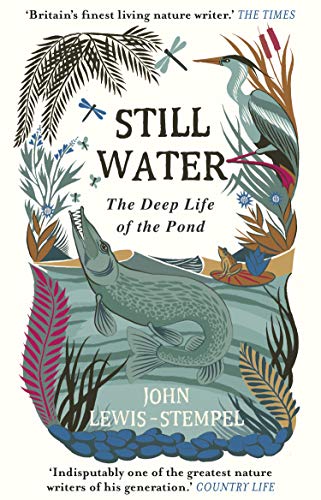 ‘Britain’s finest living nature writer.’ THE TIMES
STILL
WATER
The Deep Life
of the Pond
JOHN
LEWIS-STEMPEL
‘Indisputably one of the greatest nature
writers of his generation.’ COUNTRY LIFE